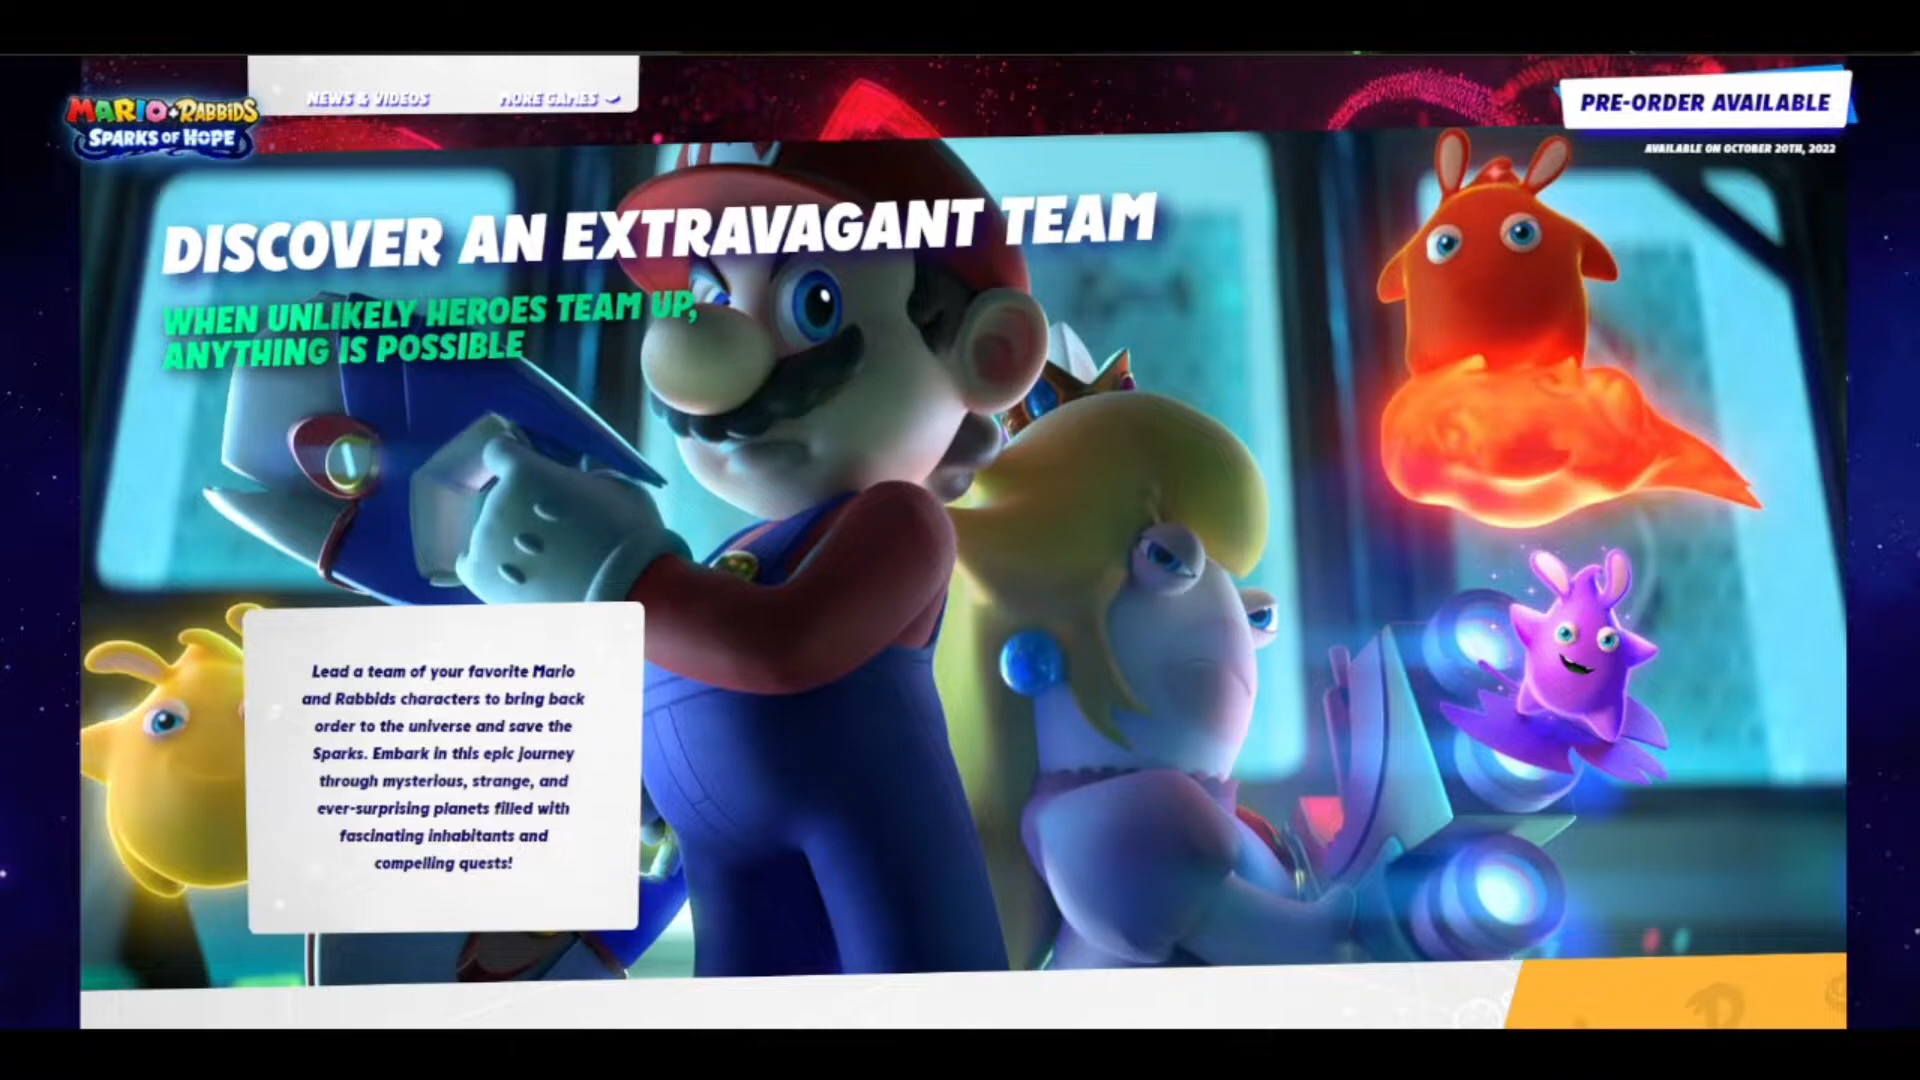 NEWS & VIDEOS
MORE GAMES
MARIO + RABBIDS
SPARKS OF HOPE
PRE-ORDER AVAILABLE
AVAILABLE ON OCTOBER 20TH, 2022
DISCOVER AN EXTRAVAGANT TEAM
WHEN UNLIKELY HEROES TEAM UP,
ANYTHING IS POSSIBLE
Lead a team of your favorite Mario
and Rabbids characters to bring back
order to the universe and save the
Sparks. Embark in this epic journey
through mysterious, strange, and
ever-surprising planets filled with
fascinating inhabitants and
compelling quests!